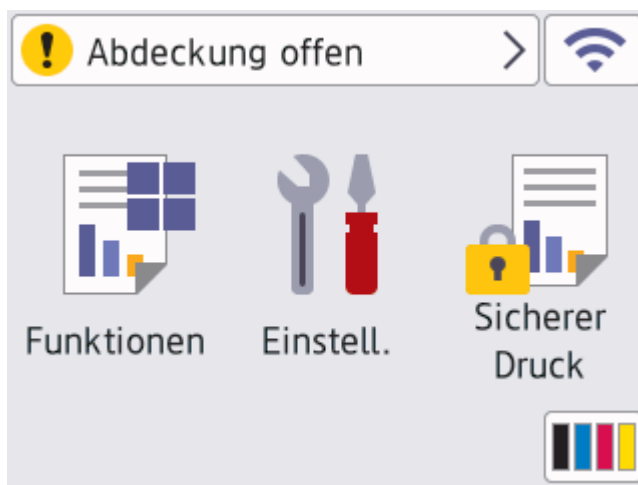 Abdeckung offen
Funktionen
Einstell.
Sicherer
Druck